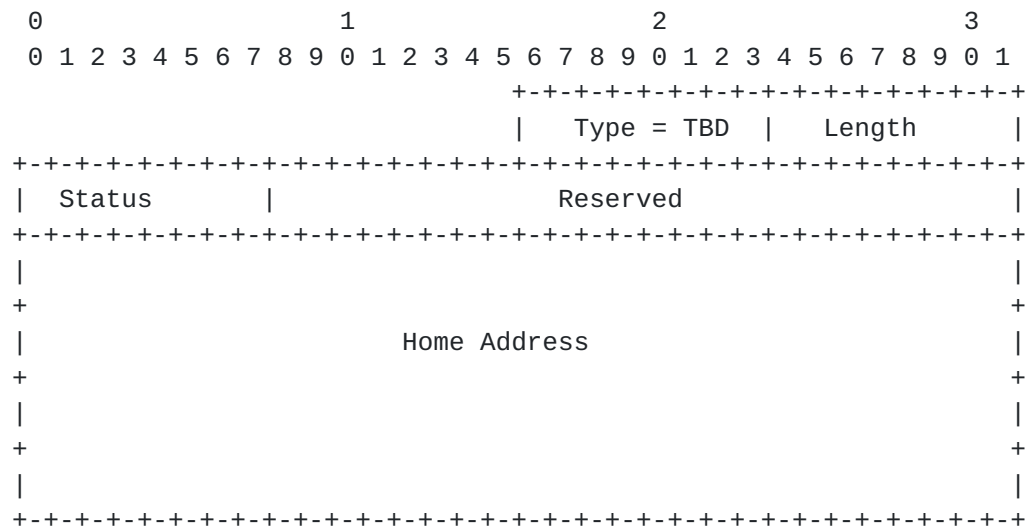 0                   1                   2                   3
 0 1 2 3 4 5 6 7 8 9 0 1 2 3 4 5 6 7 8 9 0 1 2 3 4 5 6 7 8 9 0 1
                                +-+-+-+-+-+-+-+-+-+-+-+-+-+-+-+-+
                                |   Type = TBD  |   Length      |
+-+-+-+-+-+-+-+-+-+-+-+-+-+-+-+-+-+-+-+-+-+-+-+-+-+-+-+-+-+-+-+-+
|  Status       |                  Reserved                     |
+-+-+-+-+-+-+-+-+-+-+-+-+-+-+-+-+-+-+-+-+-+-+-+-+-+-+-+-+-+-+-+-+
|                                                               |
+                                                               +
|                        Home Address                           |
+                                                               +
|                                                               |
+                                                               +
|                                                               |
+-+-+-+-+-+-+-+-+-+-+-+-+-+-+-+-+-+-+-+-+-+-+-+-+-+-+-+-+-+-+-+-+